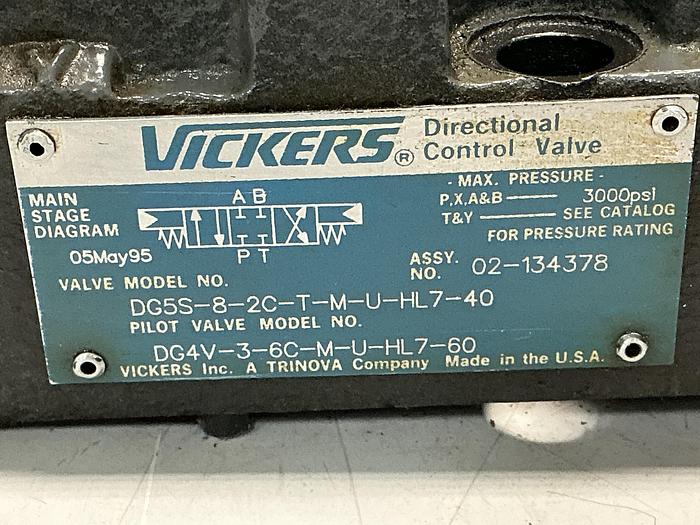 VICKERS® Directional Control Valve
MAIN STAGE DIAGRAM
A B
P T
05May95
- MAX. PRESSURE -
P,X,A&B 3000psi
T&Y SEE CATALOG
FOR PRESSURE RATING
ASSY. NO. 02-134378
VALVE MODEL NO.
DG5S-8-2C-T-M-U-HL7-40
PILOT VALVE MODEL NO.
DG4V-3-6C-M-U-HL7-60
VICKERS Inc. A TRINOVA Company Made in the U.S.A.